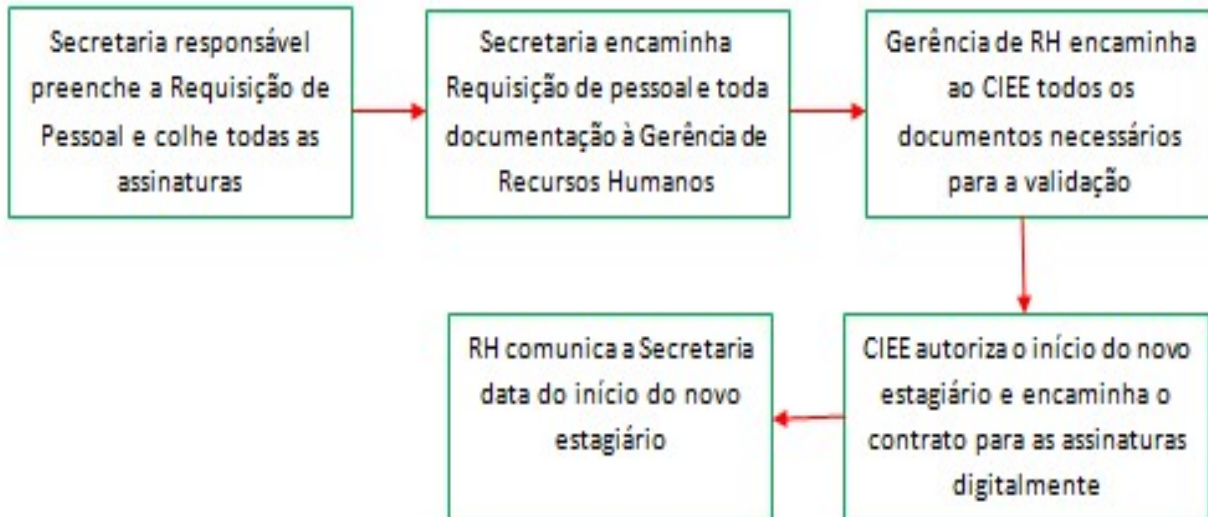 Secretaria responsável
preenche a Requisição de
Pessoal e colhe todas as
assinaturas
Secretaria encaminha
Requisição de pessoal e toda
documentação à Gerência de
Recursos Humanos
Gerência de RH encaminha
ao CIEE todos os
documentos necessários
para a validação
CIEE autoriza o início do novo
estagiário e encaminha o
contrato para as assinaturas
digitalmente
RH comunica a Secretaria
data do início do novo
estagiário